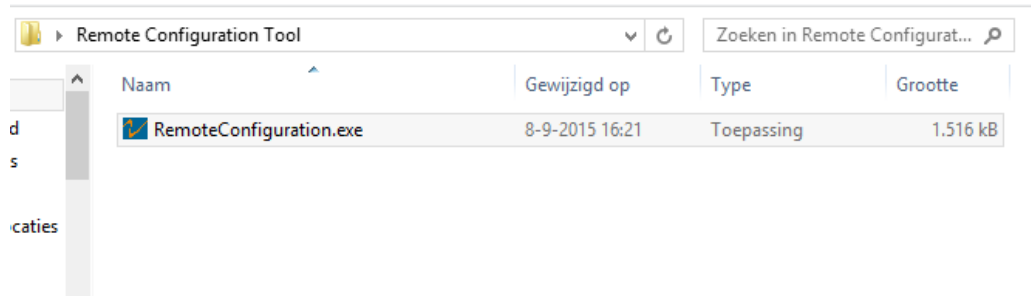 Remote Configuration Tool
Zoeken in Remote Configurat...
Naam Gewijzigd op Type Grootte
RemoteConfiguration.exe 8-9-2015 16:21 Toepassing 1.516 kB
d
s
caties